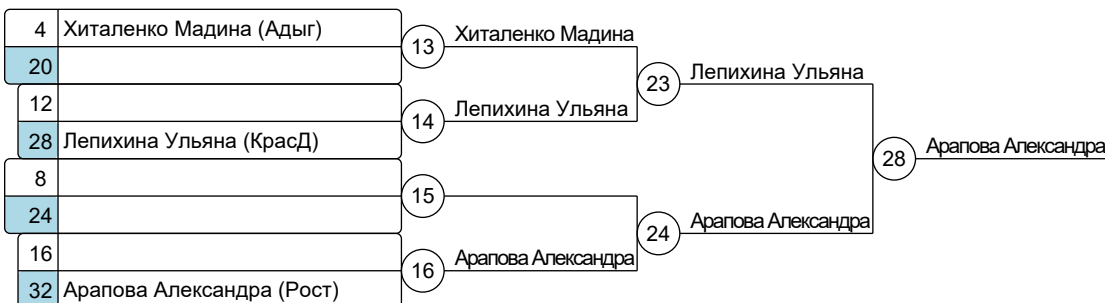 4 Хиталенко Мадина (Адыг)
20
13
Хиталенко Мадина
12
28 Лепихина Ульяна (КрасД)
14
Лепихина Ульяна
23
Лепихина Ульяна
8
24
15
16
32 Арапова Александра (Рост)
16
Арапова Александра
24
Арапова Александра
28
Арапова Александра